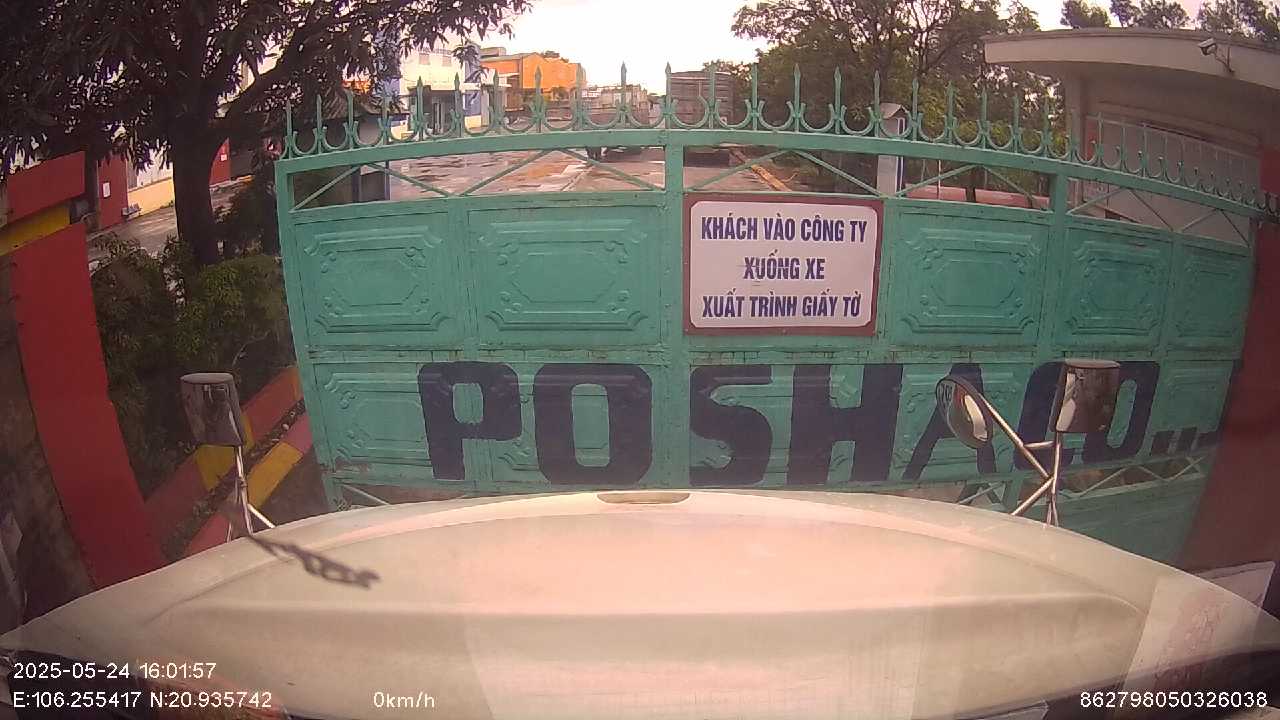 KHÁCH VÀO CÔNG TY
XUỐNG XE
XUẤT TRÌNH GIẤY TỜ
POSHACO...
2025-05-24 16:01:57
E:106.255417 N:20.935742 0km/h 862798050326038